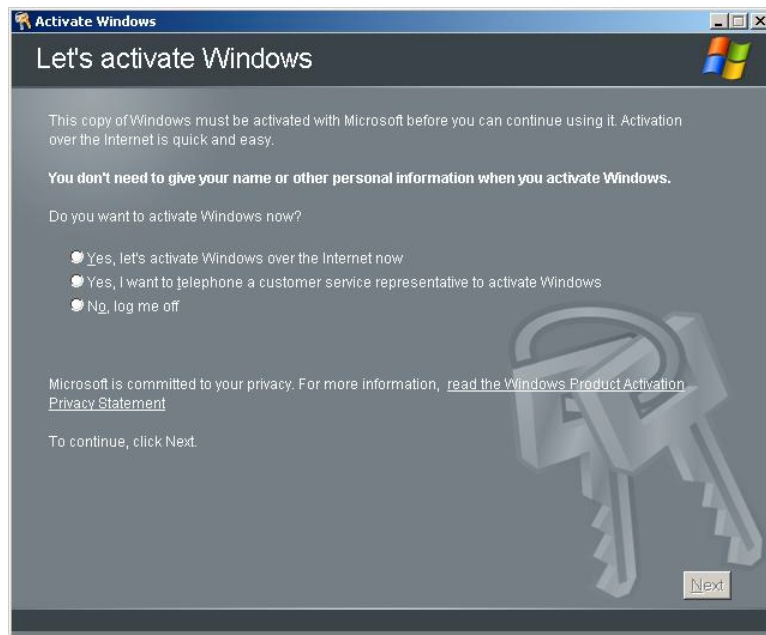 Activate Windows
Let's activate Windows
This copy of Windows must be activated with Microsoft before you can continue using it. Activation
over the Internet is quick and easy.
You don't need to give your name or other personal information when you activate Windows.
Do you want to activate Windows now?
Yes, let's activate Windows over the Internet now
Yes, I want to telephone a customer service representative to activate Windows
No, log me off
Microsoft is committed to your privacy. For more information, read the Windows Product Activation
Privacy Statement
To continue, click Next.
Next